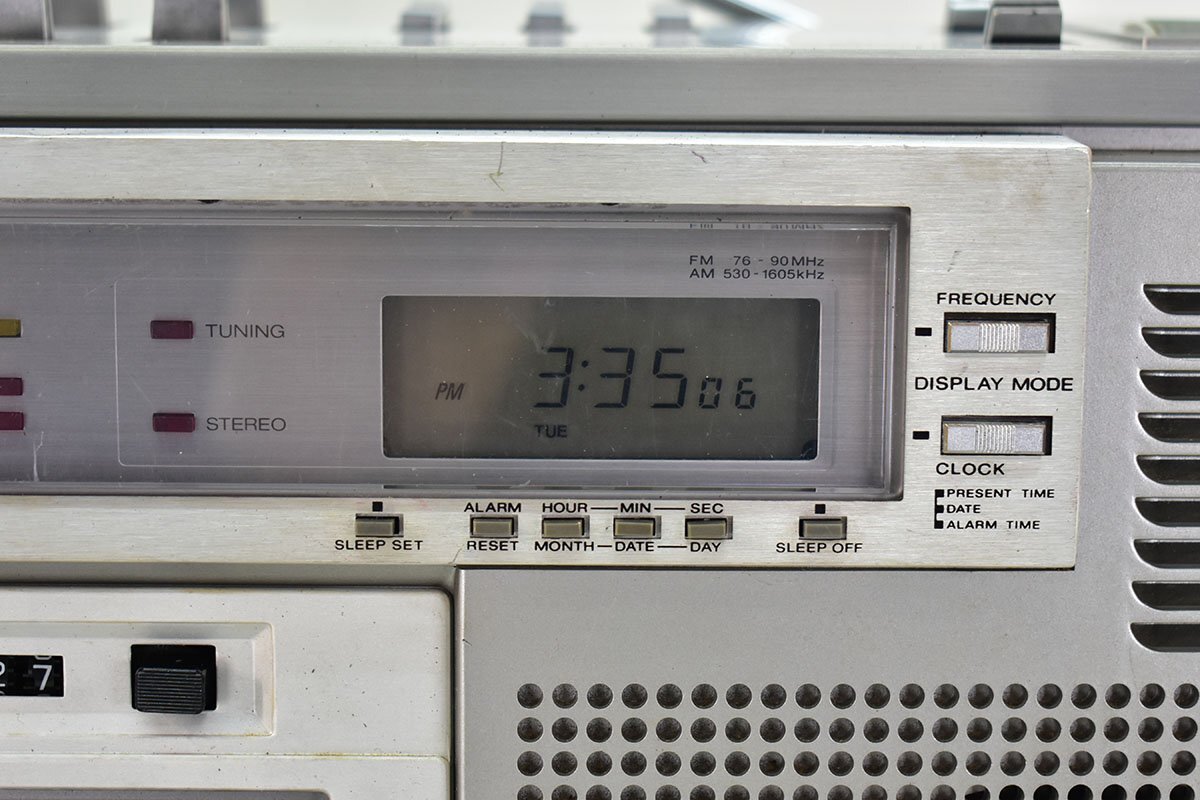 FM 76 - 90MHz
AM 530 - 1605kHz
FREQUENCY
TUNING
PM 3:35 06
TUE
DISPLAY MODE
STEREO
CLOCK
PRESENT TIME
DATE
ALARM TIME
SLEEP SET
ALARM
RESET
HOUR — MIN — SEC
MONTH — DATE — DAY
SLEEP OFF
2 7